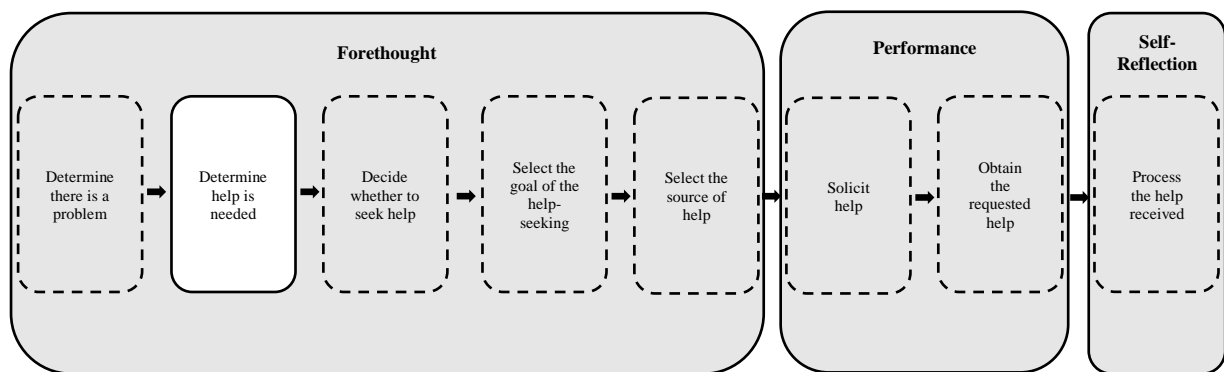 Forethought
Determine
there is a
problem
Determine
help is
needed
Decide
whether to
seek help
Select the
goal of the
help-
seeking
Select the
source of
help
Performance
Solicit
help
Obtain
the
requested
help
Self-
Reflection
Process
the help
received